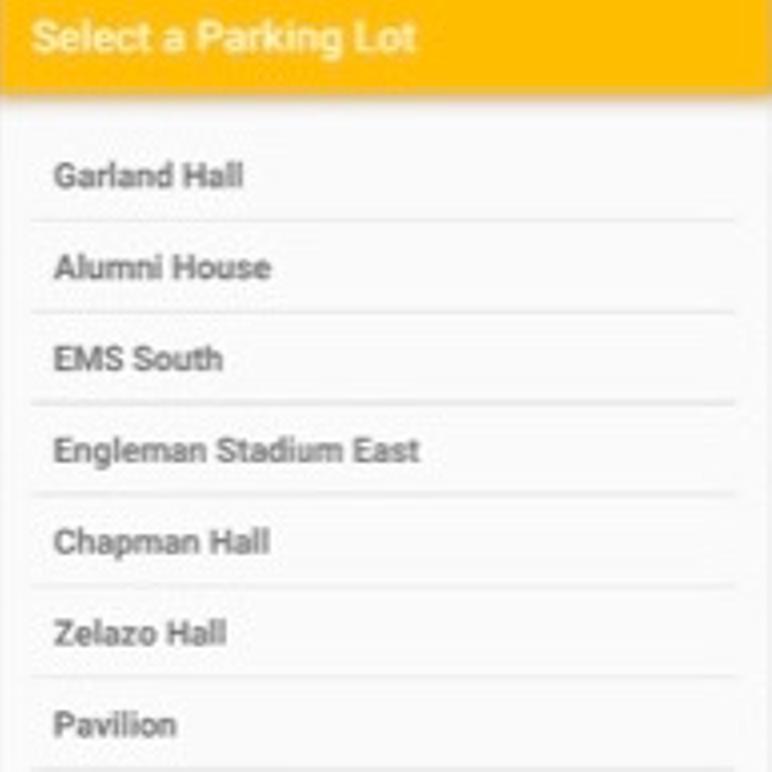 Select a Parking Lot
Garland Hall
Alumni House
EMS South
Engleman Stadium East
Chapman Hall
Zelazo Hall
Pavilion